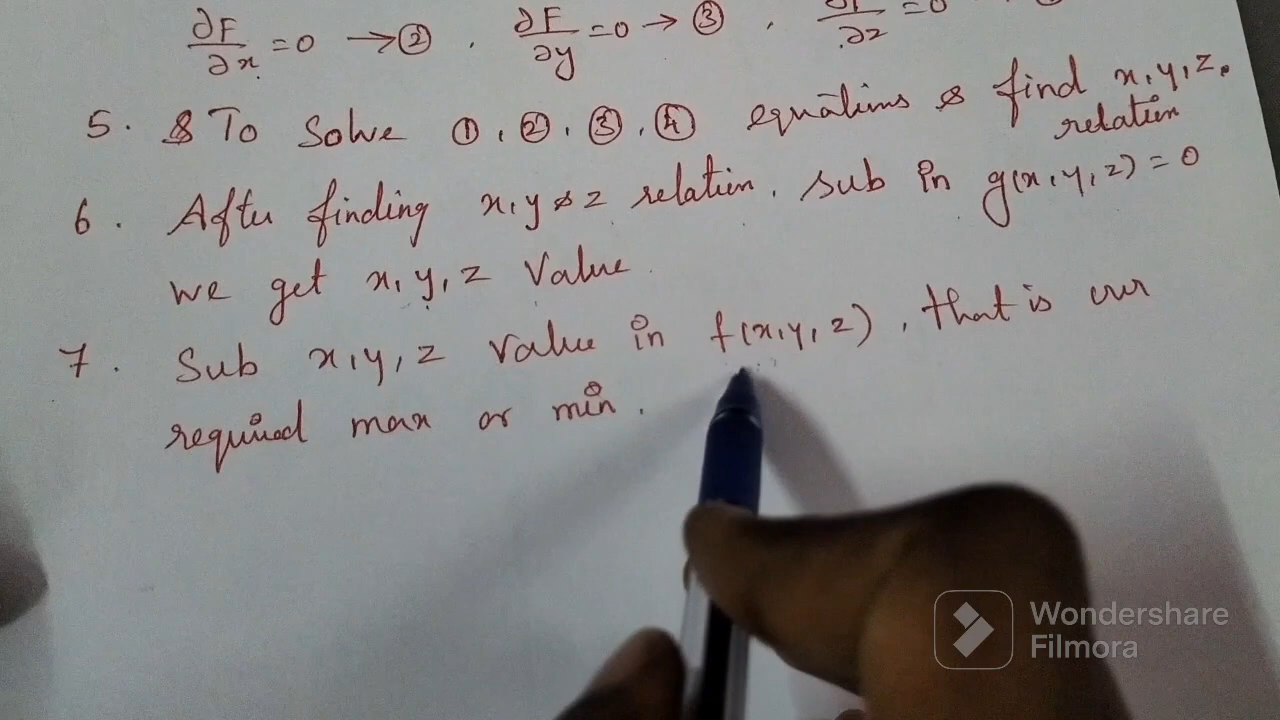 ∂F/∂x = 0 → ②, ∂F/∂y = 0 → ③, ∂F/∂z = 0
5. & To Solve ①, ②, ③, ④ equations & find x, y, z.
relation
6. After finding x, y & z relation, sub in g(x, y, z) = 0
we get x, y, z Value.
7. Sub x, y, z value in f(x, y, z), that is our
required max or min.
Wondershare
Filmora